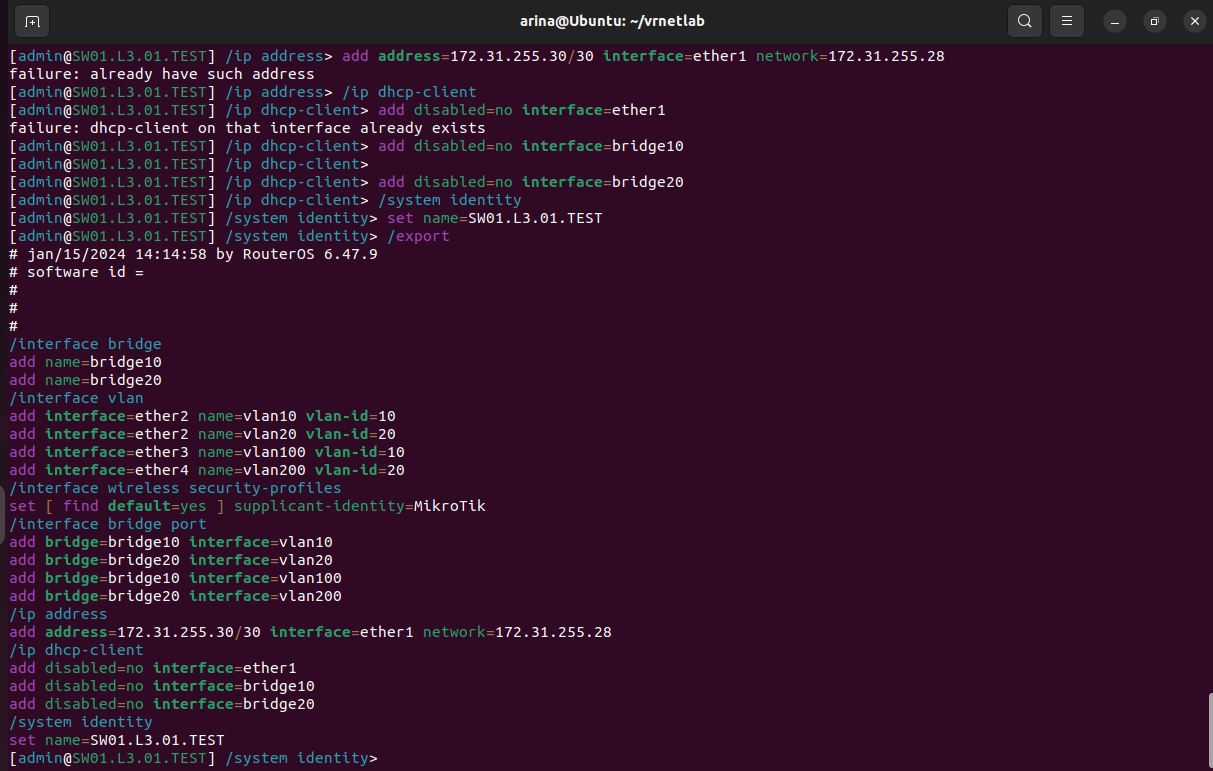 arina@Ubuntu: ~/vrnetlab
[admin@SW01.L3.01.TEST] /ip address> add address=172.31.255.30/30 interface=ether1 network=172.31.255.28
failure: already have such address
[admin@SW01.L3.01.TEST] /ip address> /ip dhcp-client
[admin@SW01.L3.01.TEST] /ip dhcp-client> add disabled=no interface=ether1
failure: dhcp-client on that interface already exists
[admin@SW01.L3.01.TEST] /ip dhcp-client> add disabled=no interface=bridge10
[admin@SW01.L3.01.TEST] /ip dhcp-client>
[admin@SW01.L3.01.TEST] /ip dhcp-client> add disabled=no interface=bridge20
[admin@SW01.L3.01.TEST] /ip dhcp-client> /system identity
[admin@SW01.L3.01.TEST] /system identity> set name=SW01.L3.01.TEST
[admin@SW01.L3.01.TEST] /system identity> /export
# jan/15/2024 14:14:58 by RouterOS 6.47.9
# software id =
#
#
#
/interface bridge
add name=bridge10
add name=bridge20
/interface vlan
add interface=ether2 name=vlan10 vlan-id=10
add interface=ether2 name=vlan20 vlan-id=20
add interface=ether3 name=vlan100 vlan-id=10
add interface=ether4 name=vlan200 vlan-id=20
/interface wireless security-profiles
set [ find default=yes ] supplicant-identity=MikroTik
/interface bridge port
add bridge=bridge10 interface=vlan10
add bridge=bridge20 interface=vlan20
add bridge=bridge10 interface=vlan100
add bridge=bridge20 interface=vlan200
/ip address
add address=172.31.255.30/30 interface=ether1 network=172.31.255.28
/ip dhcp-client
add disabled=no interface=ether1
add disabled=no interface=bridge10
add disabled=no interface=bridge20
/system identity
set name=SW01.L3.01.TEST
[admin@SW01.L3.01.TEST] /system identity>